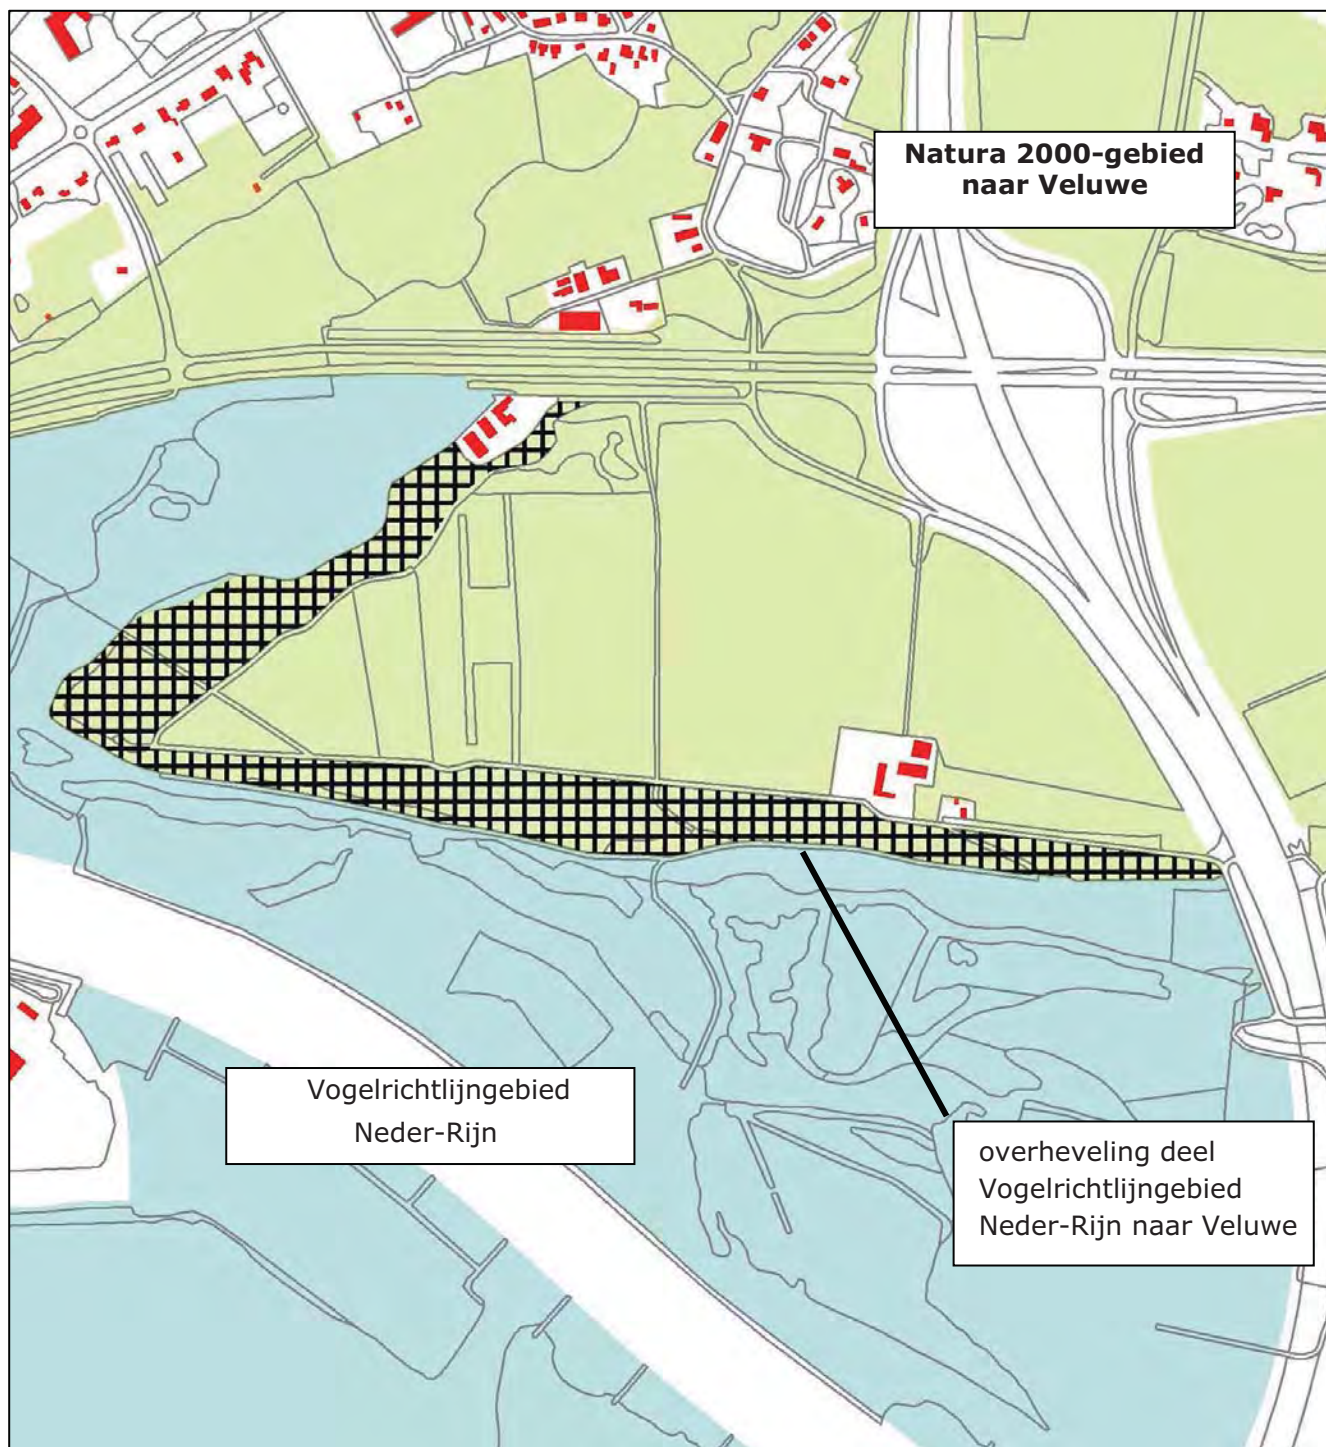 Natura 2000-gebied
naar Veluwe
Vogelrichtlijngebied
Neder-Rijn
overheveling deel
Vogelrichtlijngebied
Neder-Rijn naar Veluwe